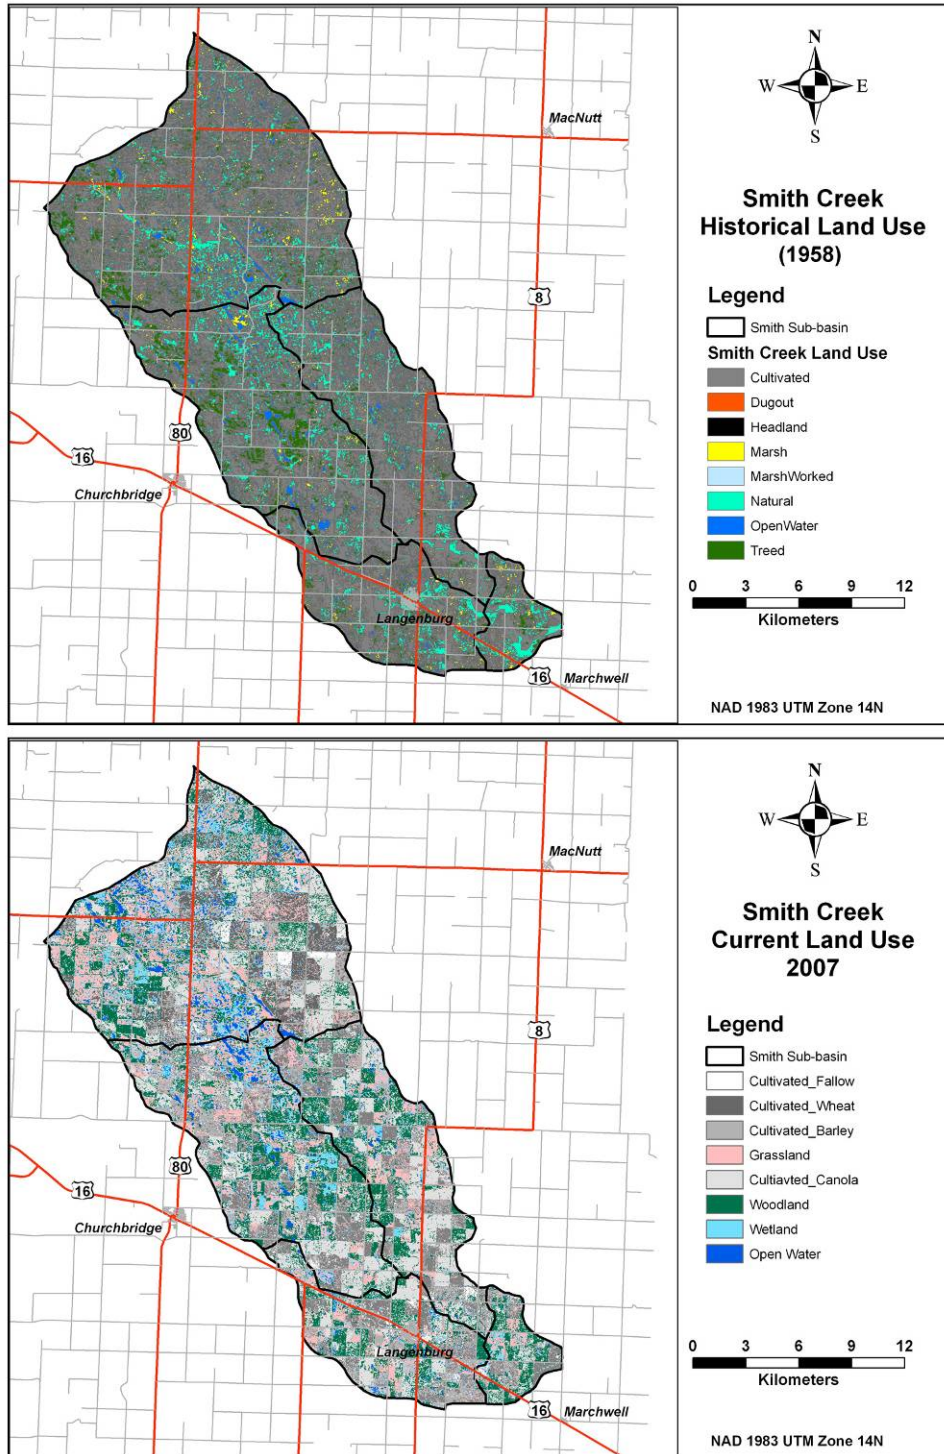 N
W E
S
MacNutt
Smith Creek
Historical Land Use
(1958)
Legend
8
Smith Sub-basin
Smith Creek Land Use
Cultivated
Dugout
Headland
80
Marsh
16
MarshWorked
Churchbridge
Natural
OpenWater
Treed
0 3 6 9 12
Kilometers
Langenburg
16
Marchwell
NAD 1983 UTM Zone 14N
N
W E
S
MacNutt
Smith Creek
Current Land Use
2007
Legend
8
Smith Sub-basin
Cultivated_Fallow
Cultivated_Wheat
Cultivated_Barley
Grassland
80
Cultiavted_Canola
16
Woodland
Churchbridge
Wetland
Open Water
0 3 6 9 12
Kilometers
Langenburg
16
Marchwell
NAD 1983 UTM Zone 14N